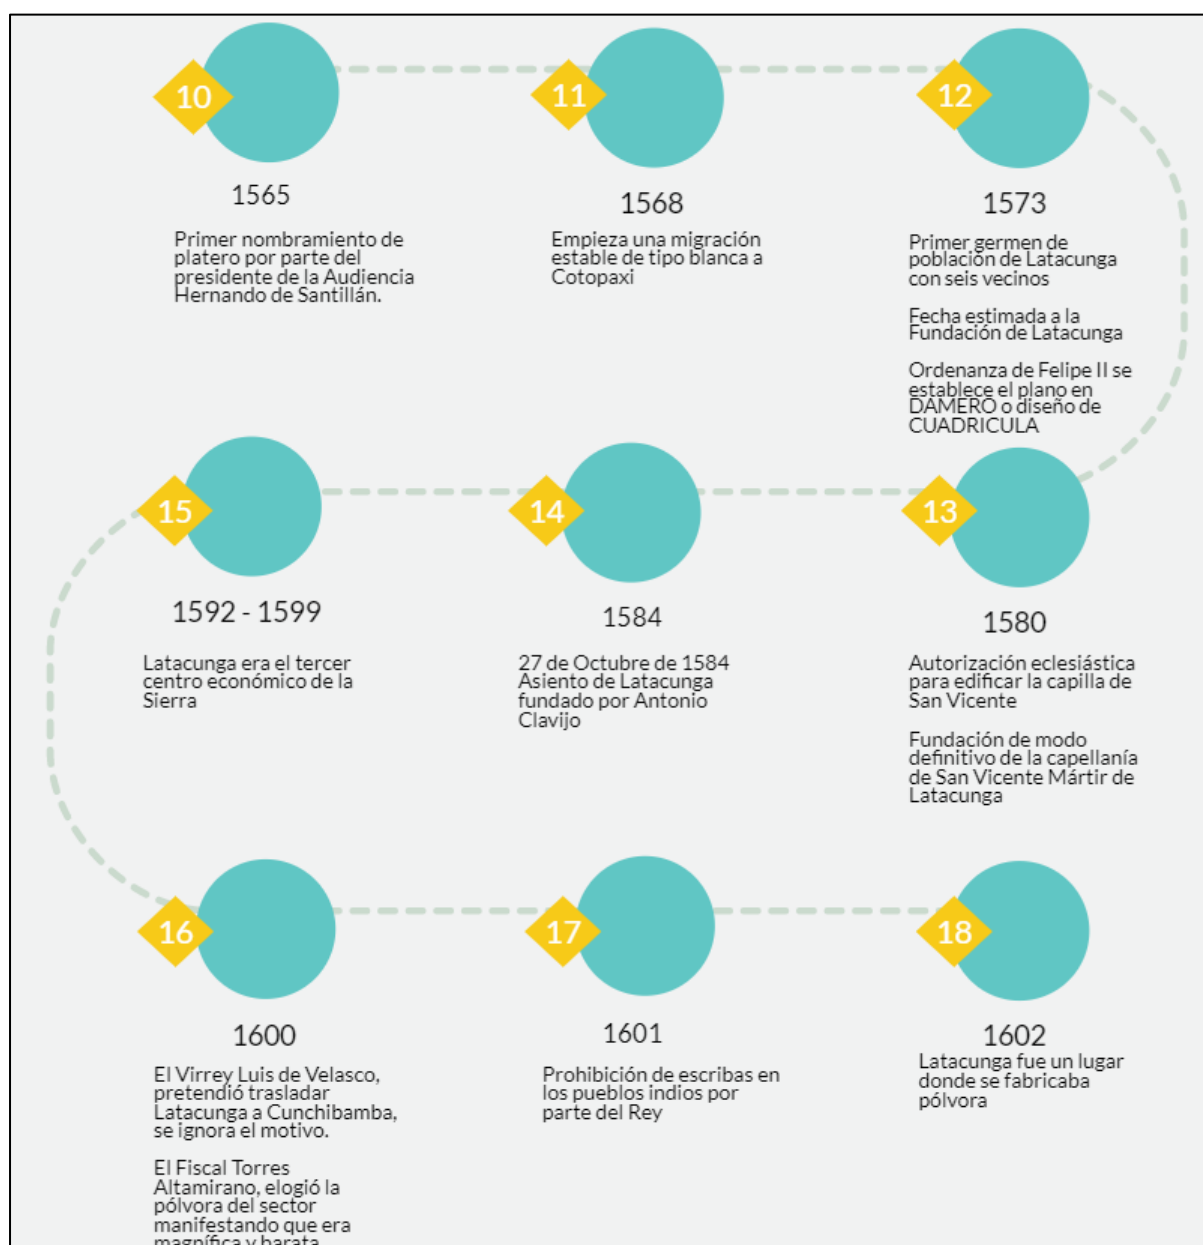 10
1565
Primer nombramiento de
platero por parte del
presidente de la Audiencia
Hernando de Santillán.
11
1568
Empieza una migración
estable de tipo blanca a
Cotopaxi
12
1573
Primer germen de
población de Latacunga
con seis vecinos
Fecha estimada a la
Fundación de Latacunga
Ordenanza de Felipe II se
establece el plano en
DAMERO o diseño de
CUADRICULA
13
1580
Autorización eclesiástica
para edificar la capilla de
San Vicente
Fundación de modo
definitivo de la capellanía
de San Vicente Mártir de
Latacunga
14
1584
27 de Octubre de 1584
Asiento de Latacunga
fundado por Antonio
Clavijo
15
1592 - 1599
Latacunga era el tercer
centro económico de la
Sierra
16
1600
El Virrey Luis de Velasco,
pretendió trasladar
Latacunga a Cunchibamba,
se ignora el motivo.
El Fiscal Torres
Altamirano, elogió la
pólvora del sector
manifestando que era
magnífica y barata
17
1601
Prohibición de escribas en
los pueblos indios por
parte del Rey
18
1602
Latacunga fue un lugar
donde se fabricaba
pólvora